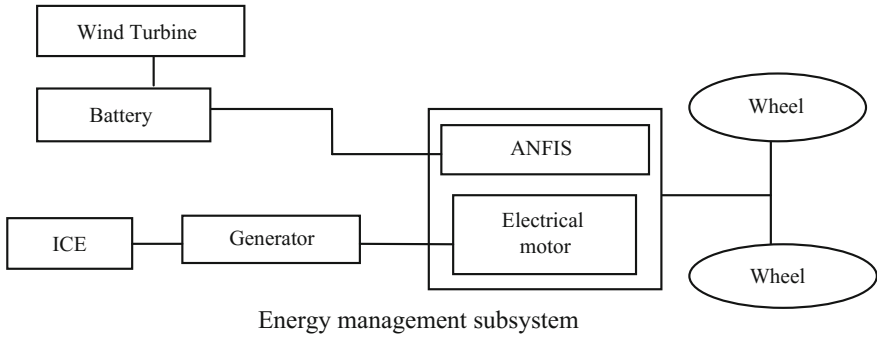 Wind Turbine
Battery
ANFIS
Wheel
ICE
Generator
Electrical
motor
Wheel
Energy management subsystem